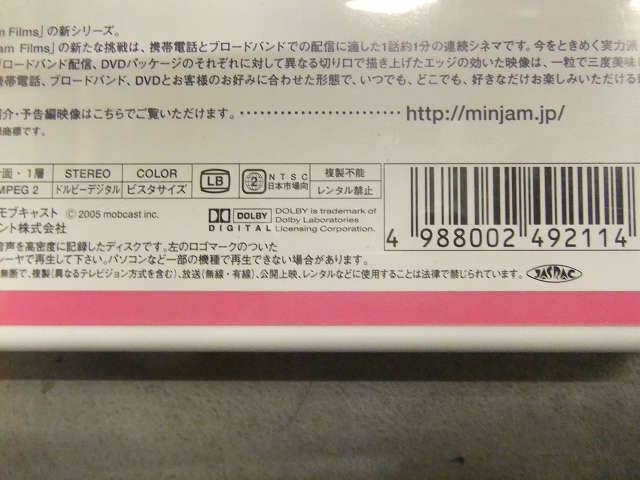 am Films」の新シリーズ。
am Films」の新たな挑戦は、携帯電話とブロードバンドでの配信に適した1話約1分の連続シネマです。今をときめく実力派
ブロードバンド配信、DVDパッケージのそれぞれに対して異なる切り口で描き上げたエッジの効いた映像は、一粒で三度美味し
携帯電話、ブロードバンド、DVDとお客様のお好みに合わせた形態で、いつでも、どこでも、好きなだけお楽しみいただける
紹介・予告編映像はこちらでご覧いただけます。 http://minjam.jp/
商標です。
片面・1層 STEREO COLOR LB 2 NTSC 日本市場向 複製不能
MPEG 2 ドルビーデジタル ビスタサイズ レンタル禁止
モブキャスト © 2005 mobcast inc.
DOLBY DIGITAL DOLBY is trademark of Dolby Laboratories Licensing Corporation.
ント株式会社
4 988002 492114
音声を高密度に記録したディスクです。左のロゴマークのついた
レーヤで再生して下さい。パソコンなど一部の機種で再生できない場合があります。
無断で、複製(異なるテレビジョン方式を含む)、放送(無線・有線)、公開上映、レンタルなどに使用することは法律で禁じられています。 JASRAC